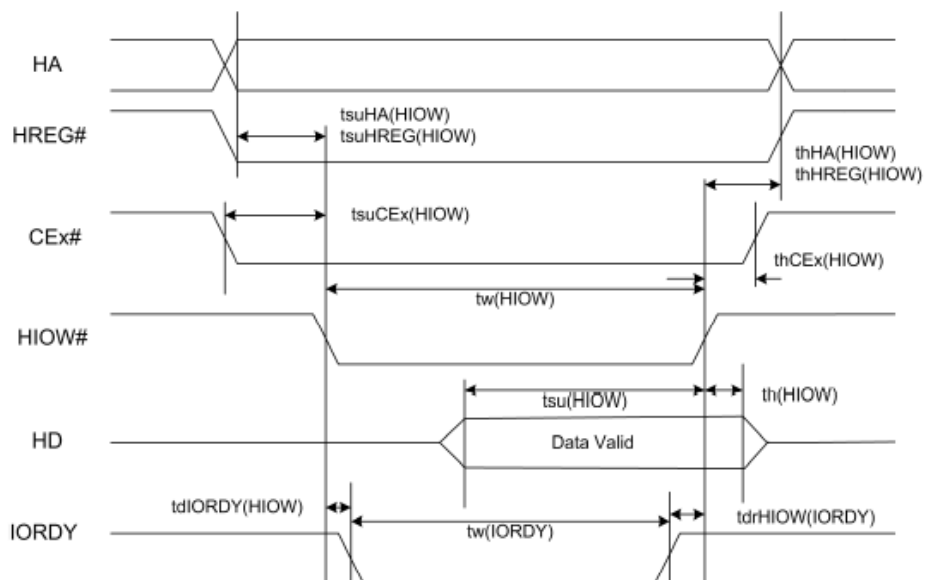 HA
tsuHA(HIOW)
HREG#
tsuHREG(HIOW)
thHA(HIOW)
thHREG(HIOW)
tsuCEx(HIOW)
CEx#
thCEx(HIOW)
tw(HIOW)
HIOW#
tsu(HIOW)
th(HIOW)
HD
Data Valid
tdIORDY(HIOW)
tdrHIOW(IORDY)
IORDY
tw(IORDY)